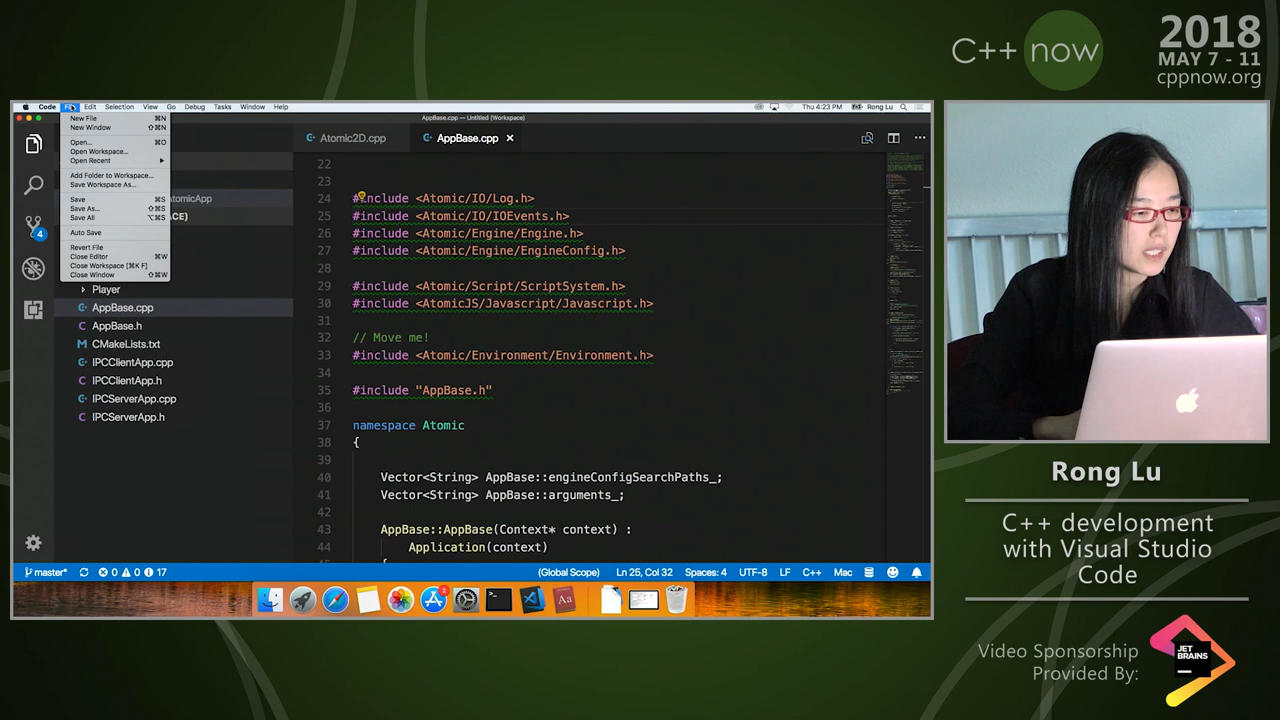 C++ now
2018
MAY 7 - 11
cppnow.org
Code File Edit Selection View Go Debug Tasks Window Help
Thu 4:23 PM Rong Lu
AppBase.cpp — Untitled (Workspace)
New File ⌘N
New Window ⇧⌘N
Open... ⌘O
Open Workspace...
Open Recent
Add Folder to Workspace...
Save Workspace As...
Save ⌘S
Save As... ⇧⌘S
Save All ⌥⌘S
Auto Save
Revert File
Close Editor ⌘W
Close Workspace [⌘K F]
Close Window ⇧⌘W
4
Player
AppBase.cpp
AppBase.h
CMakeLists.txt
IPCClientApp.cpp
IPCClientApp.h
IPCServerApp.cpp
IPCServerApp.h
Atomic2D.cpp
AppBase.cpp
22
23
24 #include <Atomic/IO/Log.h>
25 #include <Atomic/IO/IOEvents.h>
26 #include <Atomic/Engine/Engine.h>
27 #include <Atomic/Engine/EngineConfig.h>
28
29 #include <Atomic/Script/ScriptSystem.h>
30 #include <AtomicJS/Javascript/Javascript.h>
31
32 // Move me!
33 #include <Atomic/Environment/Environment.h>
34
35 #include "AppBase.h"
36
37 namespace Atomic
38 {
39
40 Vector<String> AppBase::engineConfigSearchPaths_;
41 Vector<String> AppBase::arguments_;
42
43 AppBase::AppBase(Context* context) :
44 Application(context)
master* 0 0 17 (Global Scope) Ln 25, Col 32 Spaces: 4 UTF-8 LF C++ Mac
Rong Lu
C++ development
with Visual Studio
Code
Video Sponsorship
Provided By:
JET
BRAINS